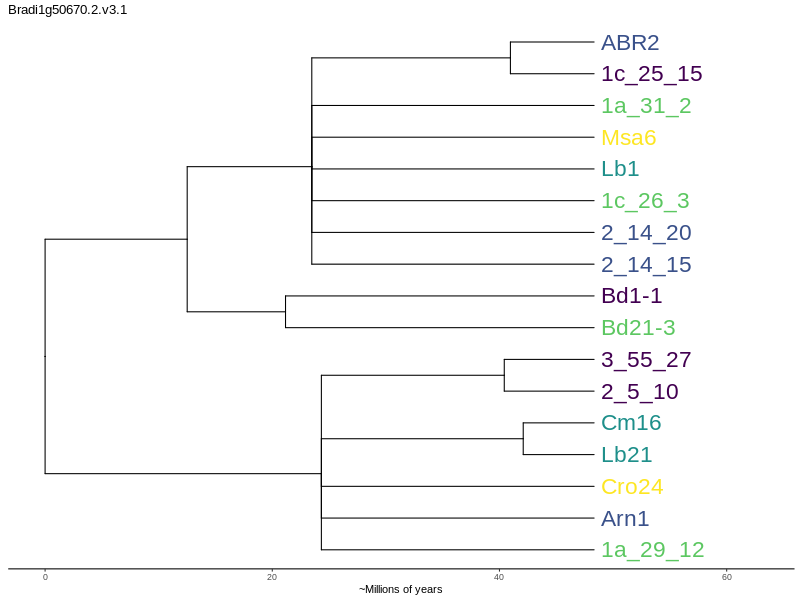 Bradi1g50670.2.v3.1
ABR2
1c_25_15
1a_31_2
Msa6
Lb1
1c_26_3
2_14_20
2_14_15
Bd1-1
Bd21-3
3_55_27
2_5_10
Cm16
Lb21
Cro24
Arn1
1a_29_12
0 20 40 60
~Millions of years